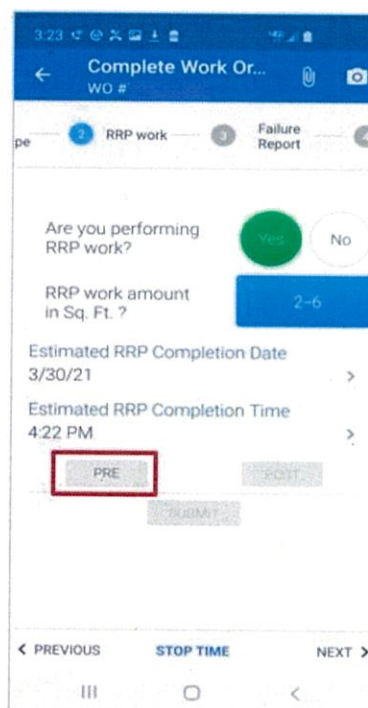 3:23
Complete Work Or...
WO #
pe
2 RRP work
3 Failure Report
4
Are you performing
RRP work?
Yes
No
RRP work amount
in Sq. Ft. ?
2-6
Estimated RRP Completion Date
3/30/21
>
Estimated RRP Completion Time
4:22 PM
>
PRE
POST
SUBMIT
< PREVIOUS
STOP TIME
NEXT >